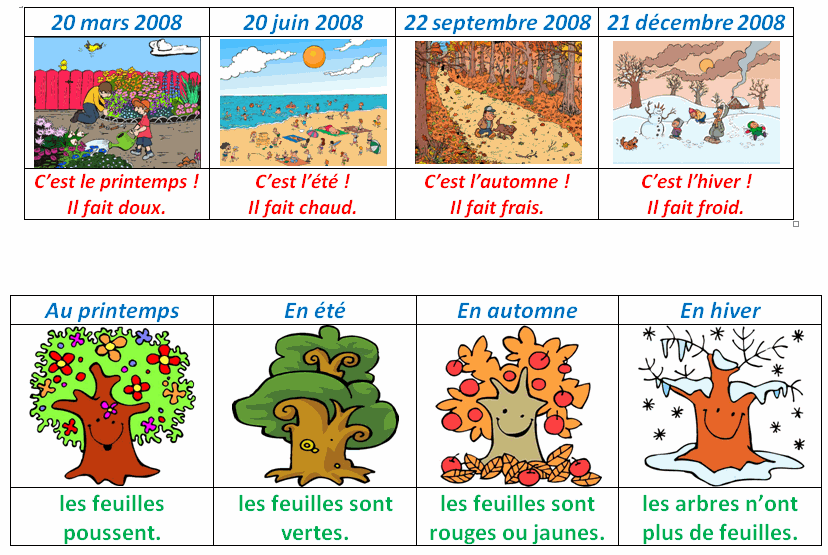 20 mars 2008
20 juin 2008
22 septembre 2008
21 décembre 2008
C'est le printemps !
Il fait doux.
C'est l'été !
Il fait chaud.
C'est l'automne !
Il fait frais.
C'est l'hiver !
Il fait froid.
Au printemps
En été
En automne
En hiver
les feuilles
poussent.
les feuilles sont
vertes.
les feuilles sont
rouges ou jaunes.
les arbres n'ont
plus de feuilles.